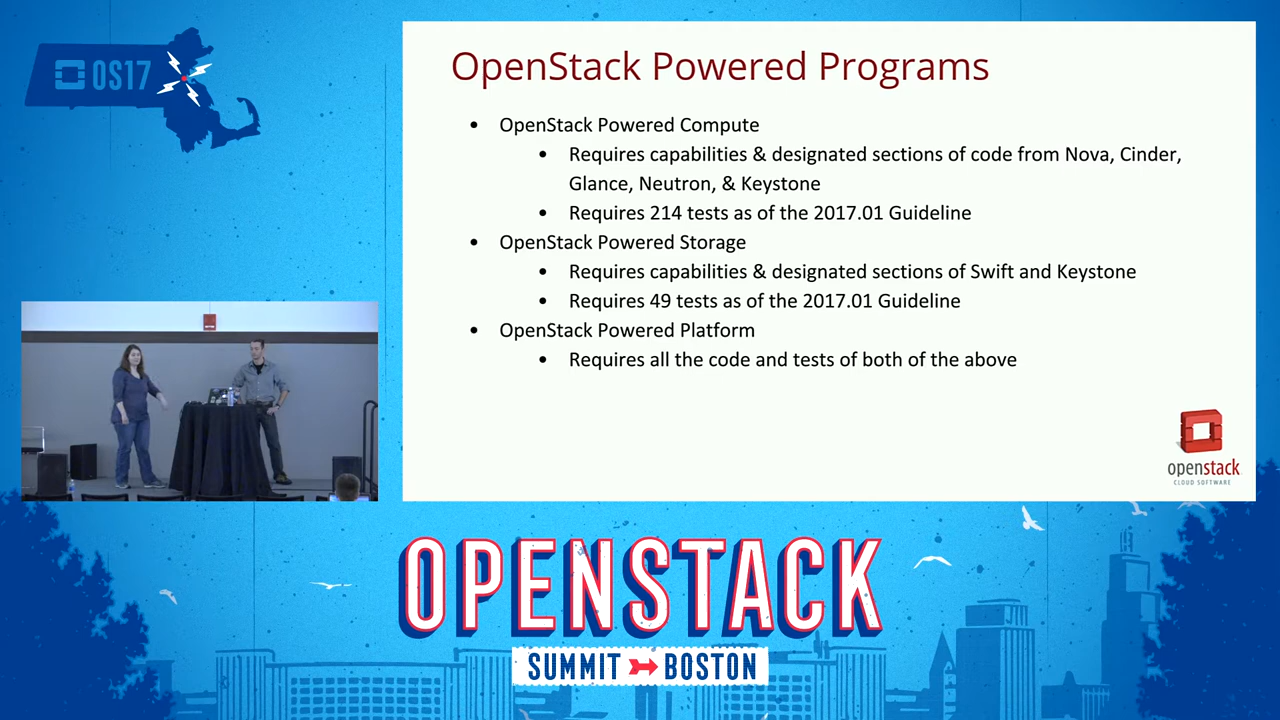 OS17
OpenStack Powered Programs
• OpenStack Powered Compute
• Requires capabilities & designated sections of code from Nova, Cinder,
Glance, Neutron, & Keystone
• Requires 214 tests as of the 2017.01 Guideline
• OpenStack Powered Storage
• Requires capabilities & designated sections of Swift and Keystone
• Requires 49 tests as of the 2017.01 Guideline
• OpenStack Powered Platform
• Requires all the code and tests of both of the above
openstack
CLOUD SOFTWARE
OPENSTACK
SUMMIT BOSTON